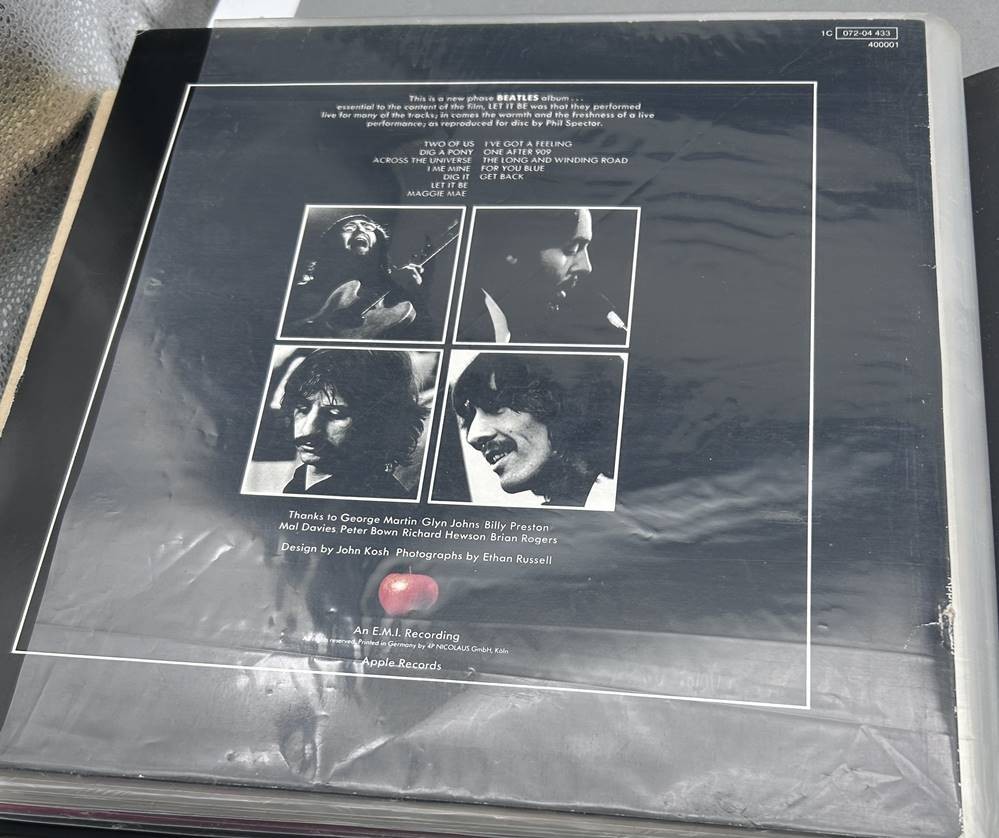 1C 072-04 433
400001
This is a new phase BEATLES album . . .
essential to the content of the film, LET IT BE was that they performed
live for many of the tracks; in comes the warmth and the freshness of a live
performance; as reproduced for disc by Phil Spector.
TWO OF US I'VE GOT A FEELING
DIG A PONY ONE AFTER 909
ACROSS THE UNIVERSE THE LONG AND WINDING ROAD
I ME MINE FOR YOU BLUE
DIG IT GET BACK
LET IT BE
MAGGIE MAE
Thanks to George Martin Glyn Johns Billy Preston
Mal Davies Peter Bown Richard Hewson Brian Rogers
Design by John Kosh Photographs by Ethan Russell
An E.M.I. Recording
reserved. Printed in Germany by 4P NICOLAUS GmbH, Köln
Apple Records